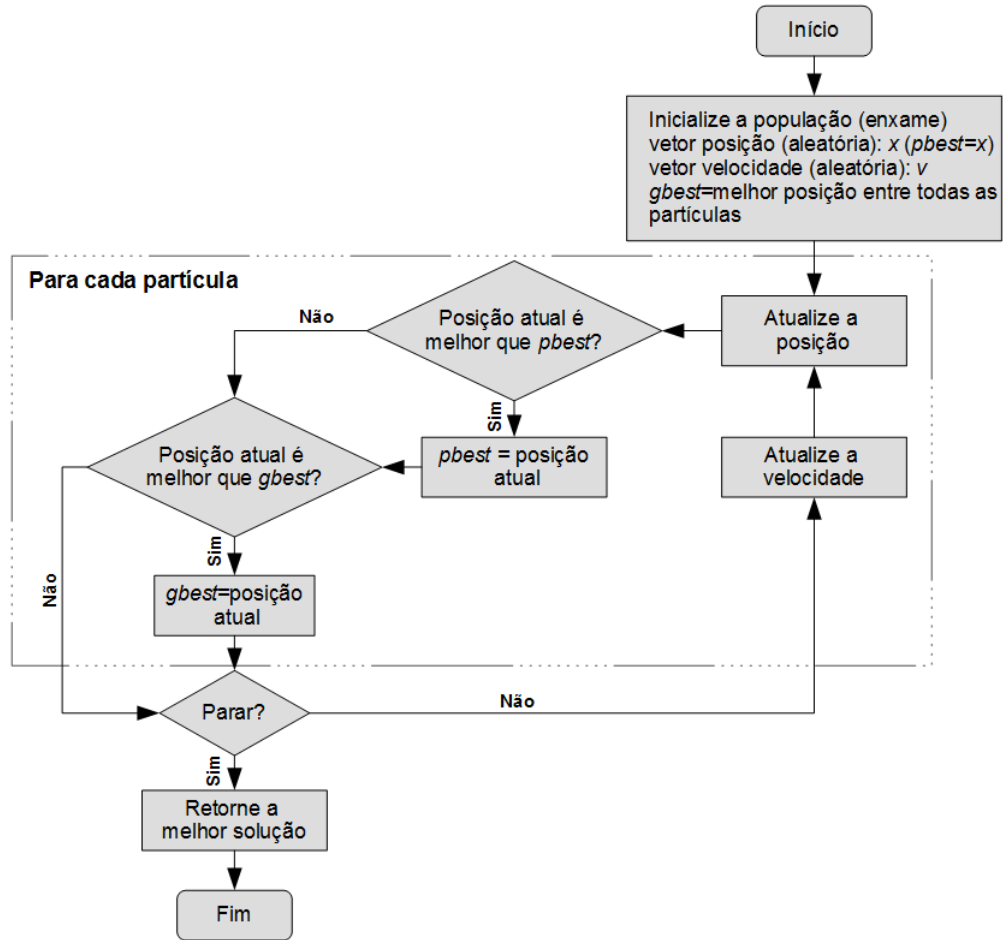 Início
Inicialize a população (enxame)
vetor posição (aleatória): x (pbest=x)
vetor velocidade (aleatória): v
gbest=melhor posição entre todas as
partículas
Para cada partícula
Atualize a
posição
Posição atual é
melhor que pbest?
Não
Sim
pbest = posição
atual
Posição atual é
melhor que gbest?
Não
Sim
gbest=posição
atual
Atualize a
velocidade
Parar?
Não
Sim
Retorne a
melhor solução
Fim